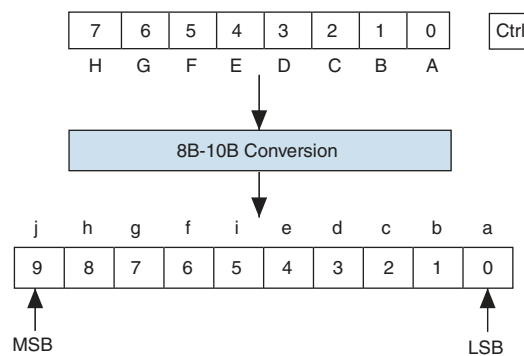 7 6 5 4 3 2 1 0 Ctrl
H G F E D C B A
8B-10B Conversion
j h g f i e d c b a
9 8 7 6 5 4 3 2 1 0
MSB LSB